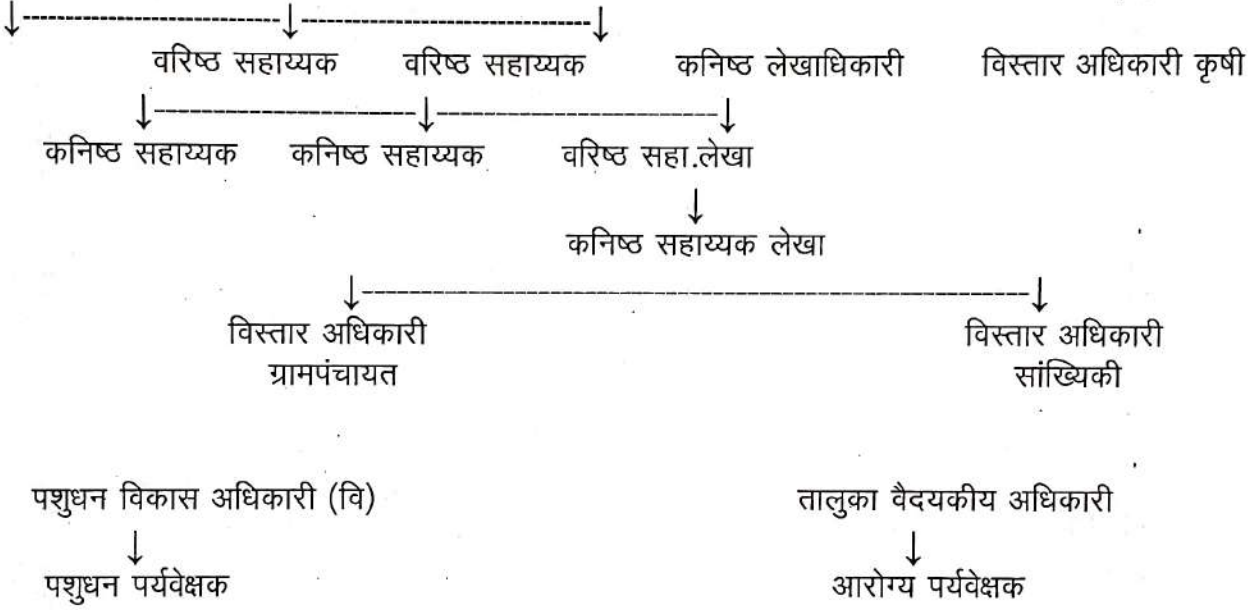 वरिष्ठ सहाय्यक वरिष्ठ सहाय्यक कनिष्ठ लेखाधिकारी विस्तार अधिकारी कृषी
कनिष्ठ सहाय्यक कनिष्ठ सहाय्यक वरिष्ठ सहा.लेखा
कनिष्ठ सहाय्यक लेखा
विस्तार अधिकारी विस्तार अधिकारी
ग्रामपंचायत सांख्यिकी
पशुधन विकास अधिकारी (वि) तालुका वैदयकीय अधिकारी
पशुधन पर्यवेक्षक आरोग्य पर्यवेक्षक